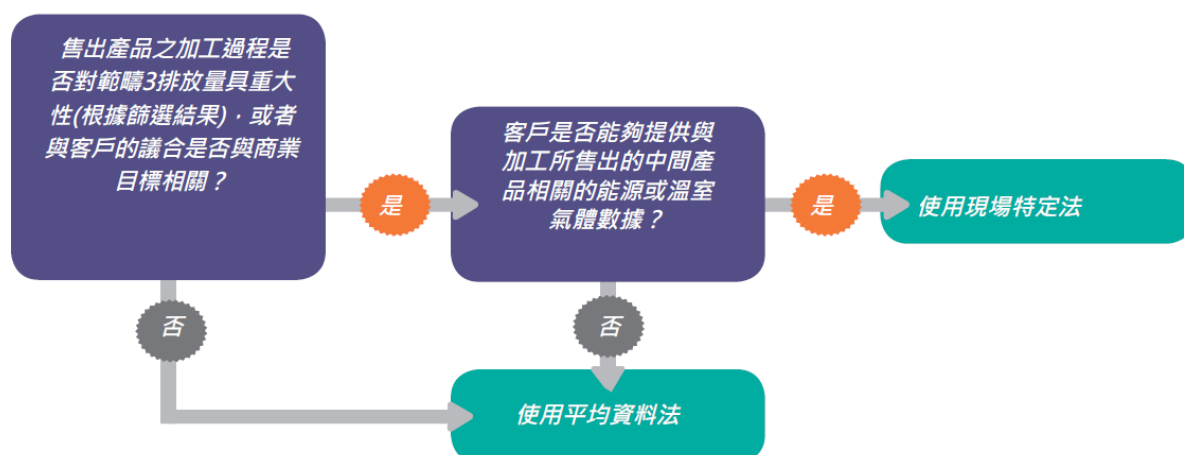 售出產品之加工過程是
否對範疇3排放量具重大
性(根據篩選結果)，或者
與客戶的議合是否與商業
目標相關？
是
客戶是否能夠提供與
加工所售出的中間產
品相關的能源或溫室
氣體數據？
是
使用現場特定法
否
否
使用平均資料法